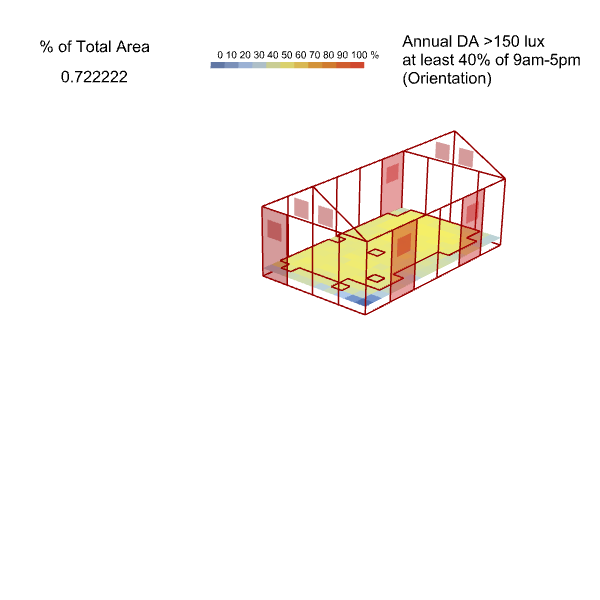 % of Total Area
0.722222
0 10 20 30 40 50 60 70 80 90 100 %
Annual DA >150 lux
at least 40% of 9am-5pm
(Orientation)